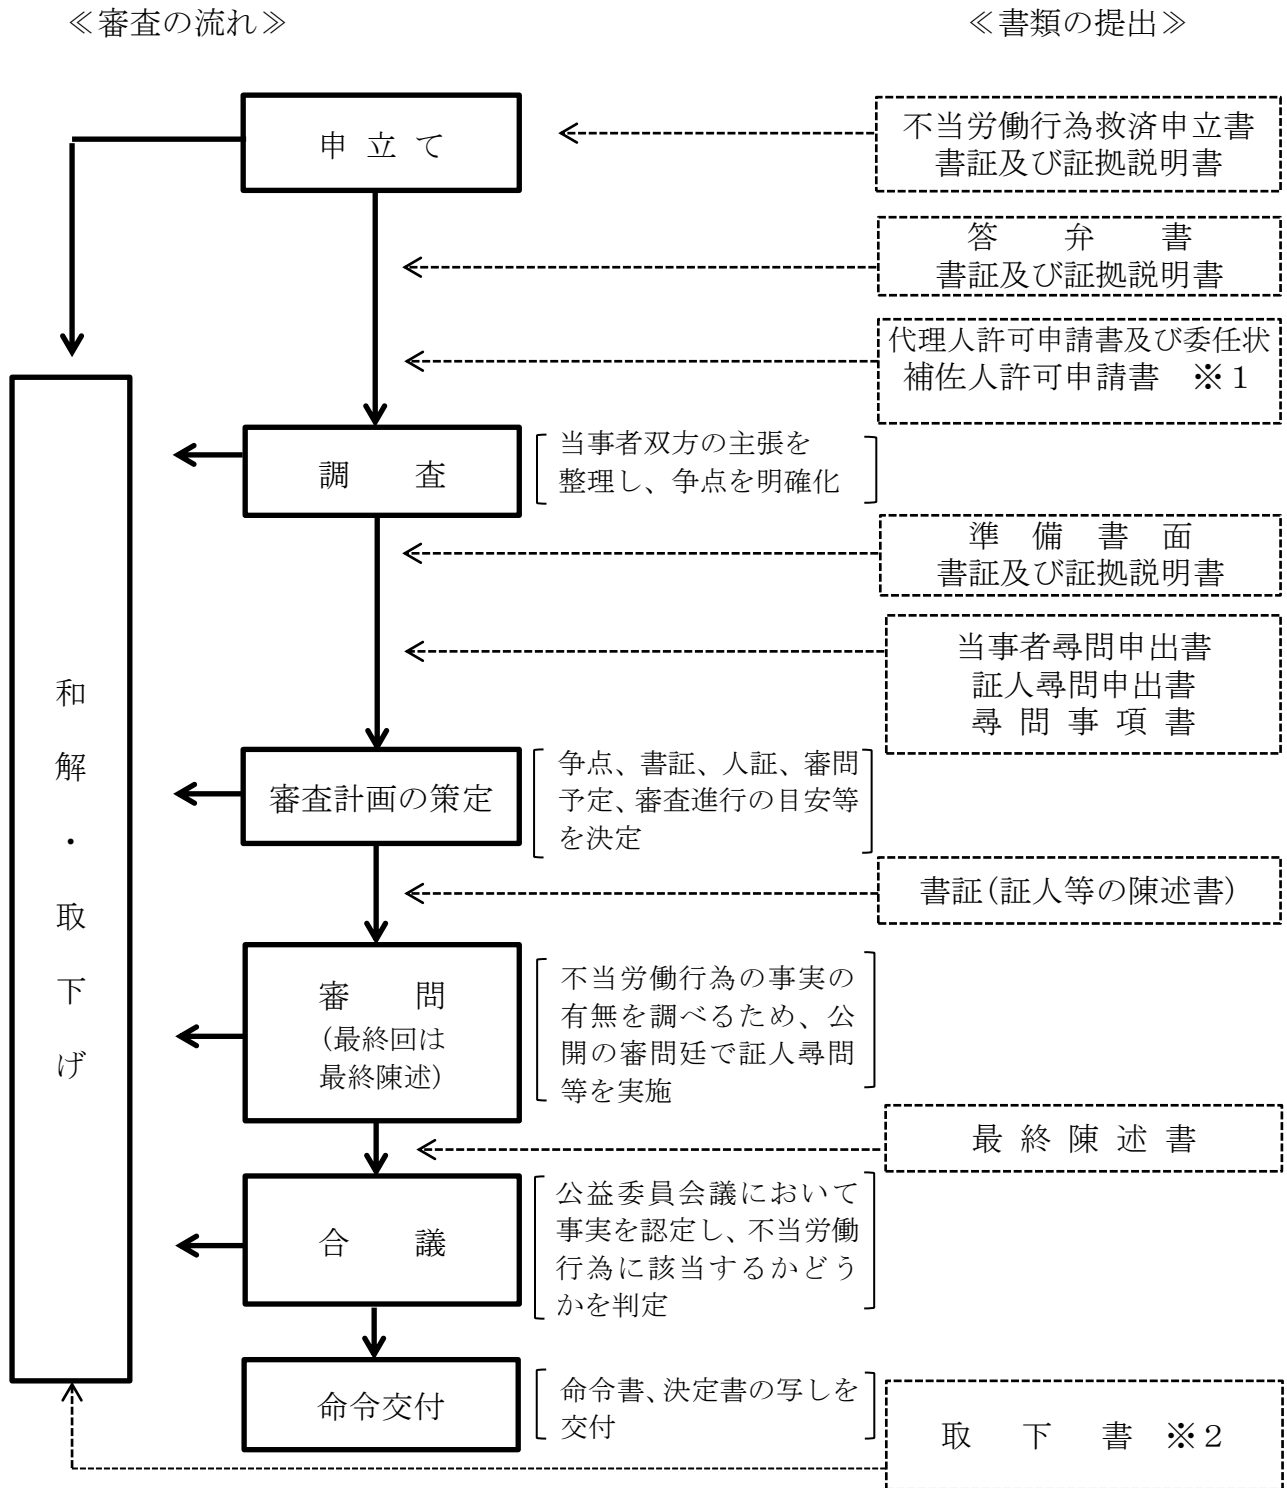 ≪審査の流れ≫
≪書類の提出≫
申立て
不当労働行為救済申立書
書証及び証拠説明書
答弁書
書証及び証拠説明書
代理人許可申請書及び委任状
補佐人許可申請書 ※1
調査
当事者双方の主張を
整理し、争点を明確化
準備書面
書証及び証拠説明書
当事者尋問申出書
証人尋問申出書
尋問事項書
和解・取下げ
審査計画の策定
争点、書証、人証、審問
予定、審査進行の目安等
を決定
書証(証人等の陳述書)
審問
(最終回は
最終陳述)
不当労働行為の事実の
有無を調べるため、公
開の審問廷で証人尋問
等を実施
最終陳述書
合議
公益委員会議において
事実を認定し、不当労働
行為に該当するかどう
かを判定
命令交付
命令書、決定書の写しを
交付
取下書 ※2